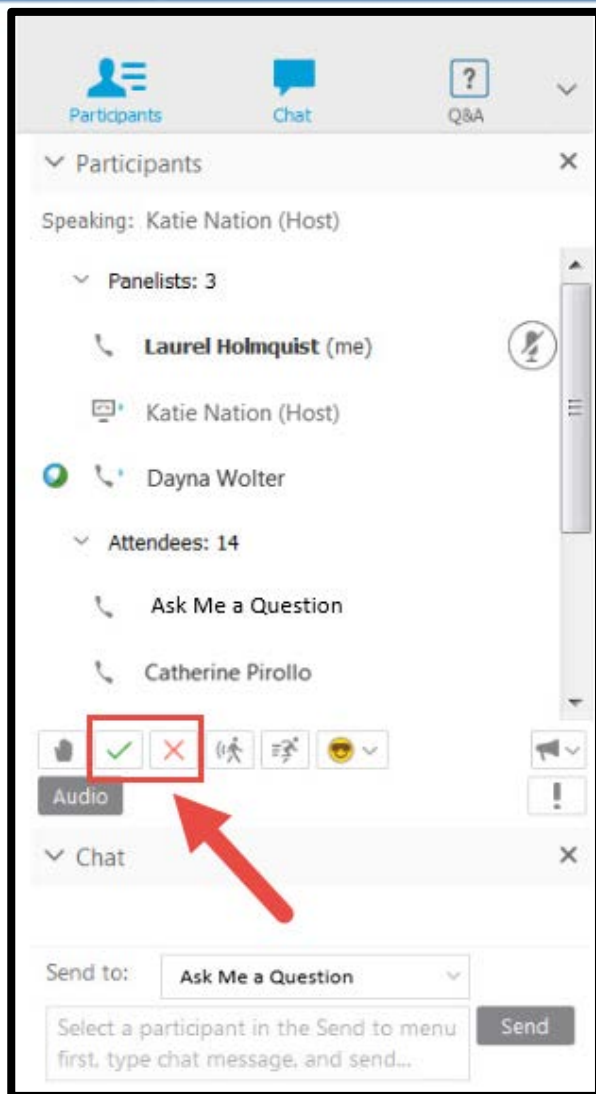 Participants Chat Q&A
Participants
Speaking: Katie Nation (Host)
Panelists: 3
Laurel Holmquist (me)
Katie Nation (Host)
Dayna Wolter
Attendees: 14
Ask Me a Question
Catherine Pirollo
Audio
Chat
Send to: Ask Me a Question
Select a participant in the Send to menu Send
first, type chat message, and send...